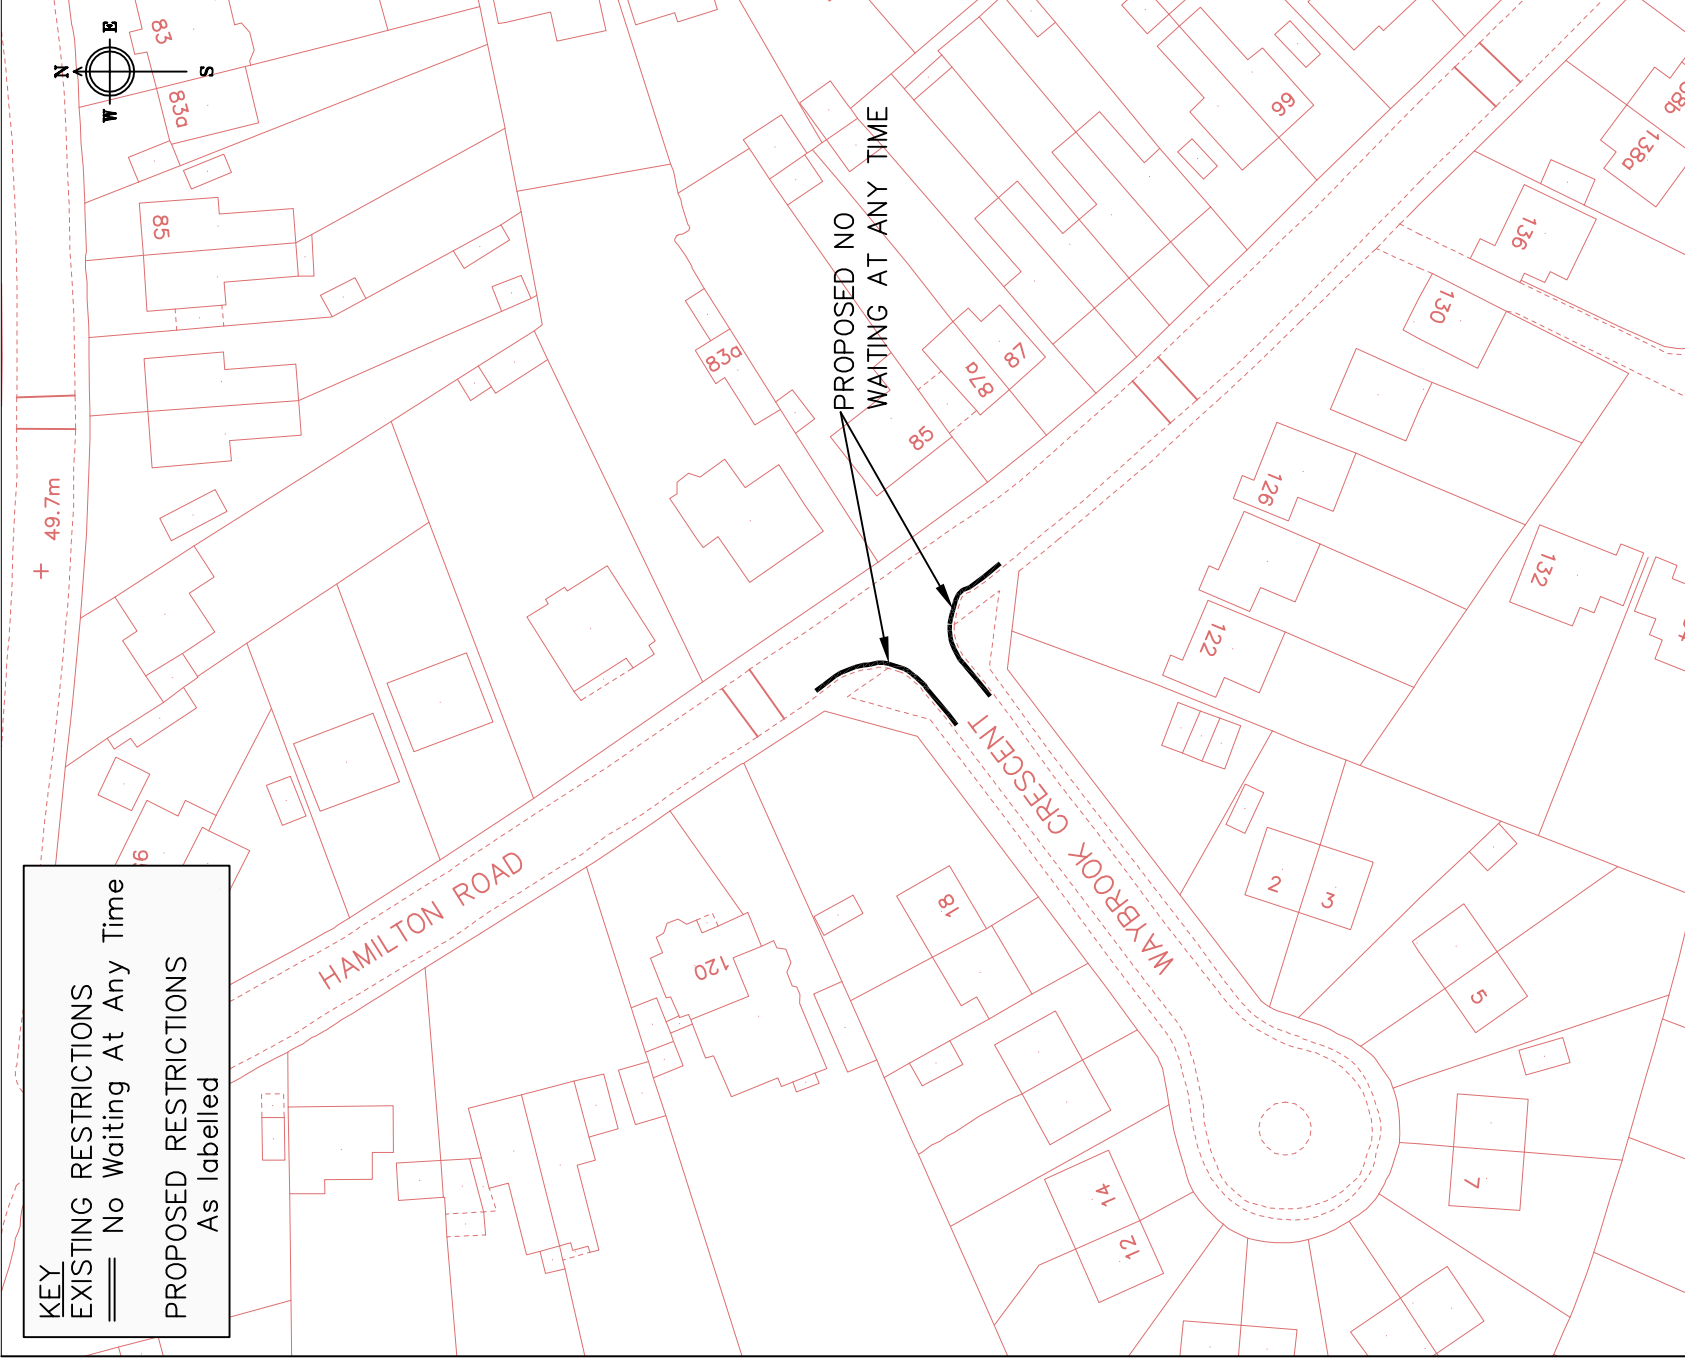 KEY
EXISTING RESTRICTIONS
No Waiting At Any Time
PROPOSED RESTRICTIONS
As labelled
N
W E
S
PROPOSED NO
WAITING AT ANY TIME
HAMILTON ROAD
WAYBROOK CRESCENT
49.7m
83
83a
85
83a
85
87a
87
99
138a
136
130
126
122
132
120
18
14
12
2
3
5
7